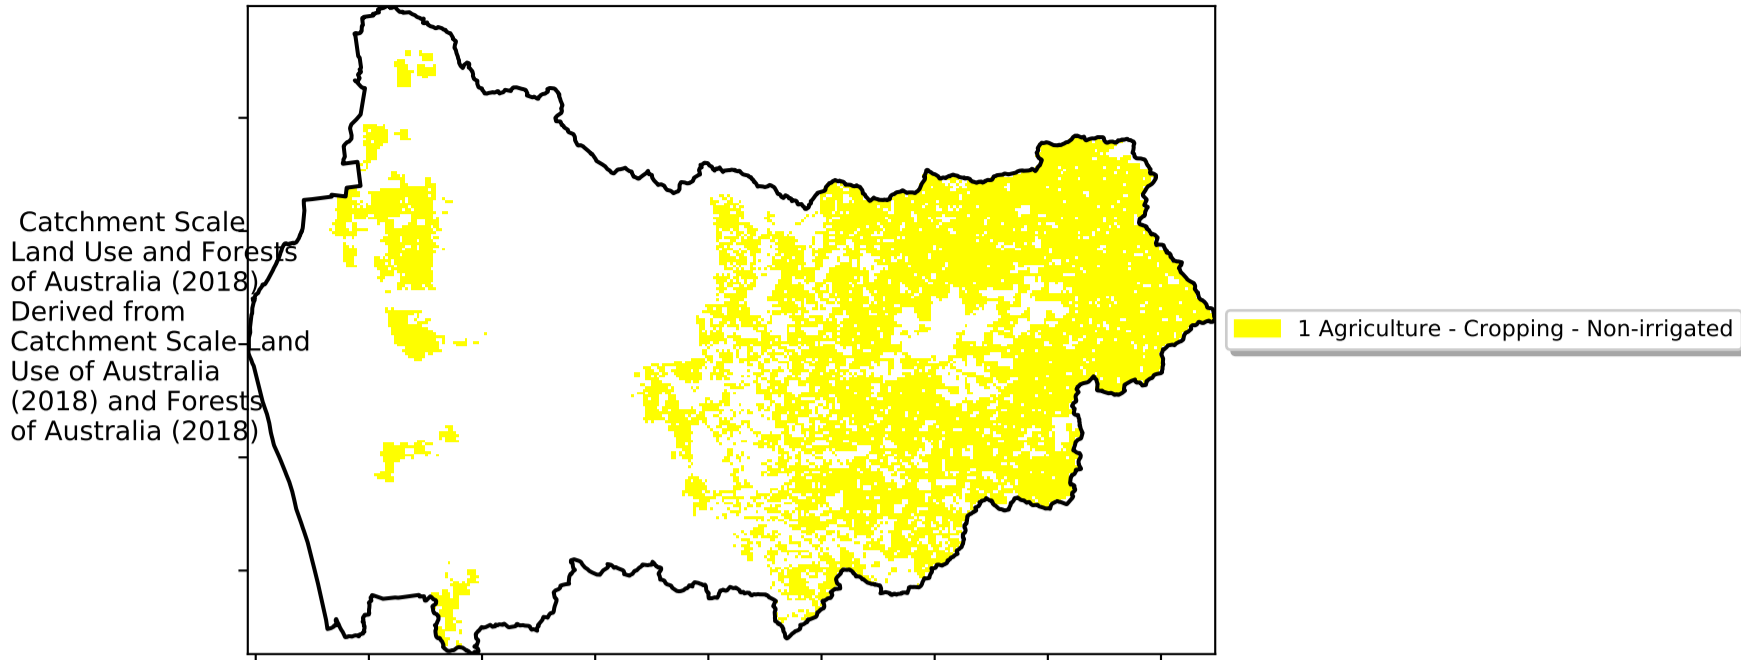 Catchment Scale
Land Use and Forests
of Australia (2018)
Derived from
Catchment Scale Land
Use of Australia
(2018) and Forests
of Australia (2018)
1 Agriculture - Cropping - Non-irrigated